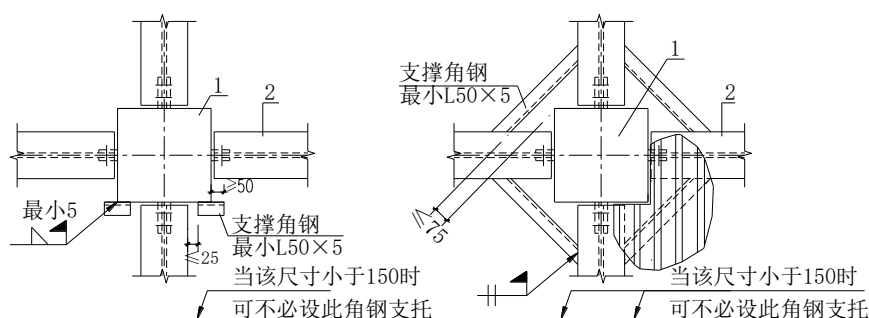 1
2
≥50
最小5
支撑角钢
最小L50×5
≤25
当该尺寸小于150时
可不必设此角钢支托
支撑角钢
最小L50×5
1
2
≤75
当该尺寸小于150时
可不必设此角钢支托